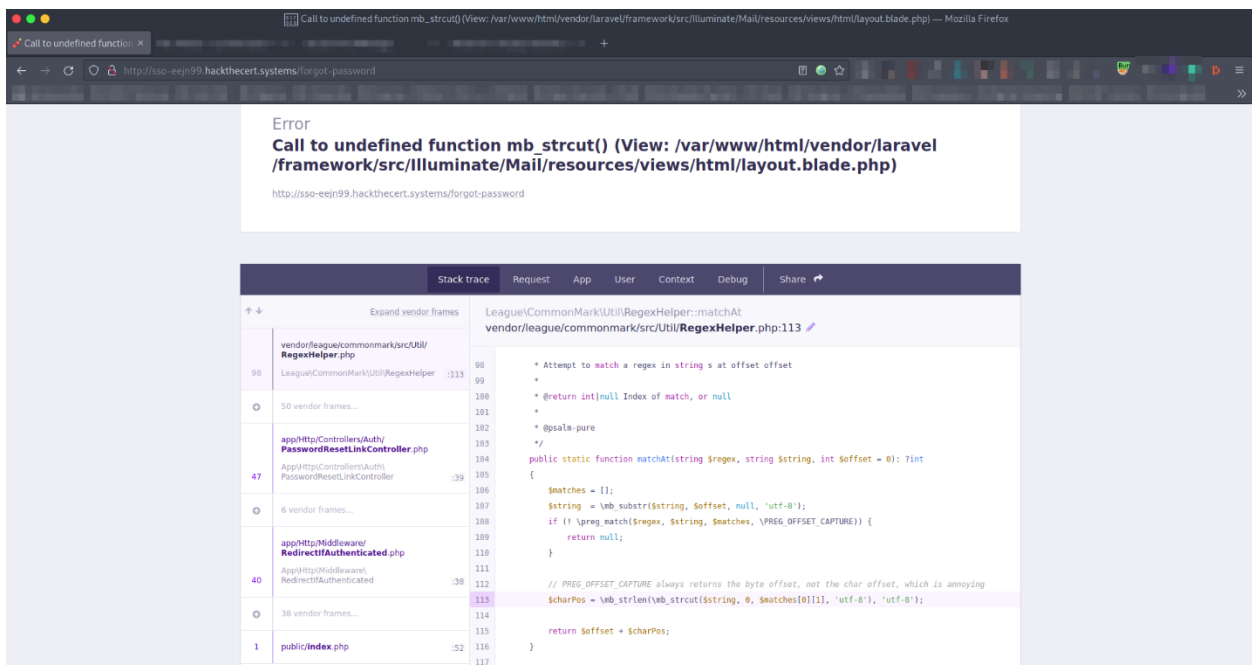 Call to undefined function mb_strcut() (View: /var/www/html/vendor/laravel/framework/src/Illuminate/Mail/resources/views/html/layout.blade.php) — Mozilla Firefox
Call to undefined function ×
+
http://sso-eejn99.hackthecert.systems/forgot-password
Error
Call to undefined function mb_strcut() (View: /var/www/html/vendor/laravel
/framework/src/Illuminate/Mail/resources/views/html/layout.blade.php)
http://sso-eejn99.hackthecert.systems/forgot-password
Stack trace Request App User Context Debug Share
Expand vendor frames
vendor/league/commonmark/src/Util/
RegexHelper.php
98 League\CommonMark\Util\RegexHelper :113
50 vendor frames...
app/Http/Controllers/Auth/
PasswordResetLinkController.php
App\Http\Controllers\Auth\
47 PasswordResetLinkController :39
6 vendor frames...
app/Http/Middleware/
RedirectIfAuthenticated.php
App\Http\Middleware\
40 RedirectIfAuthenticated :30
38 vendor frames...
1 public/index.php :52
League\CommonMark\Util\RegexHelper::matchAt
vendor/league/commonmark/src/Util/RegexHelper.php:113
98 * Attempt to match a regex in string s at offset offset
99 *
100 * @return int|null Index of match, or null
101 *
102 * @psalm-pure
103 */
104 public static function matchAt(string $regex, string $string, int $offset = 0): ?int
105 {
106 $matches = [];
107 $string = \mb_substr($string, $offset, null, 'utf-8');
108 if (! \preg_match($regex, $string, $matches, \PREG_OFFSET_CAPTURE)) {
109 return null;
110 }
111
112 // PREG_OFFSET_CAPTURE always returns the byte offset, not the char offset, which is annoying
113 $charPos = \mb_strlen(\mb_strcut($string, 0, $matches[0][1], 'utf-8'), 'utf-8');
114
115 return $offset + $charPos;
116 }
117